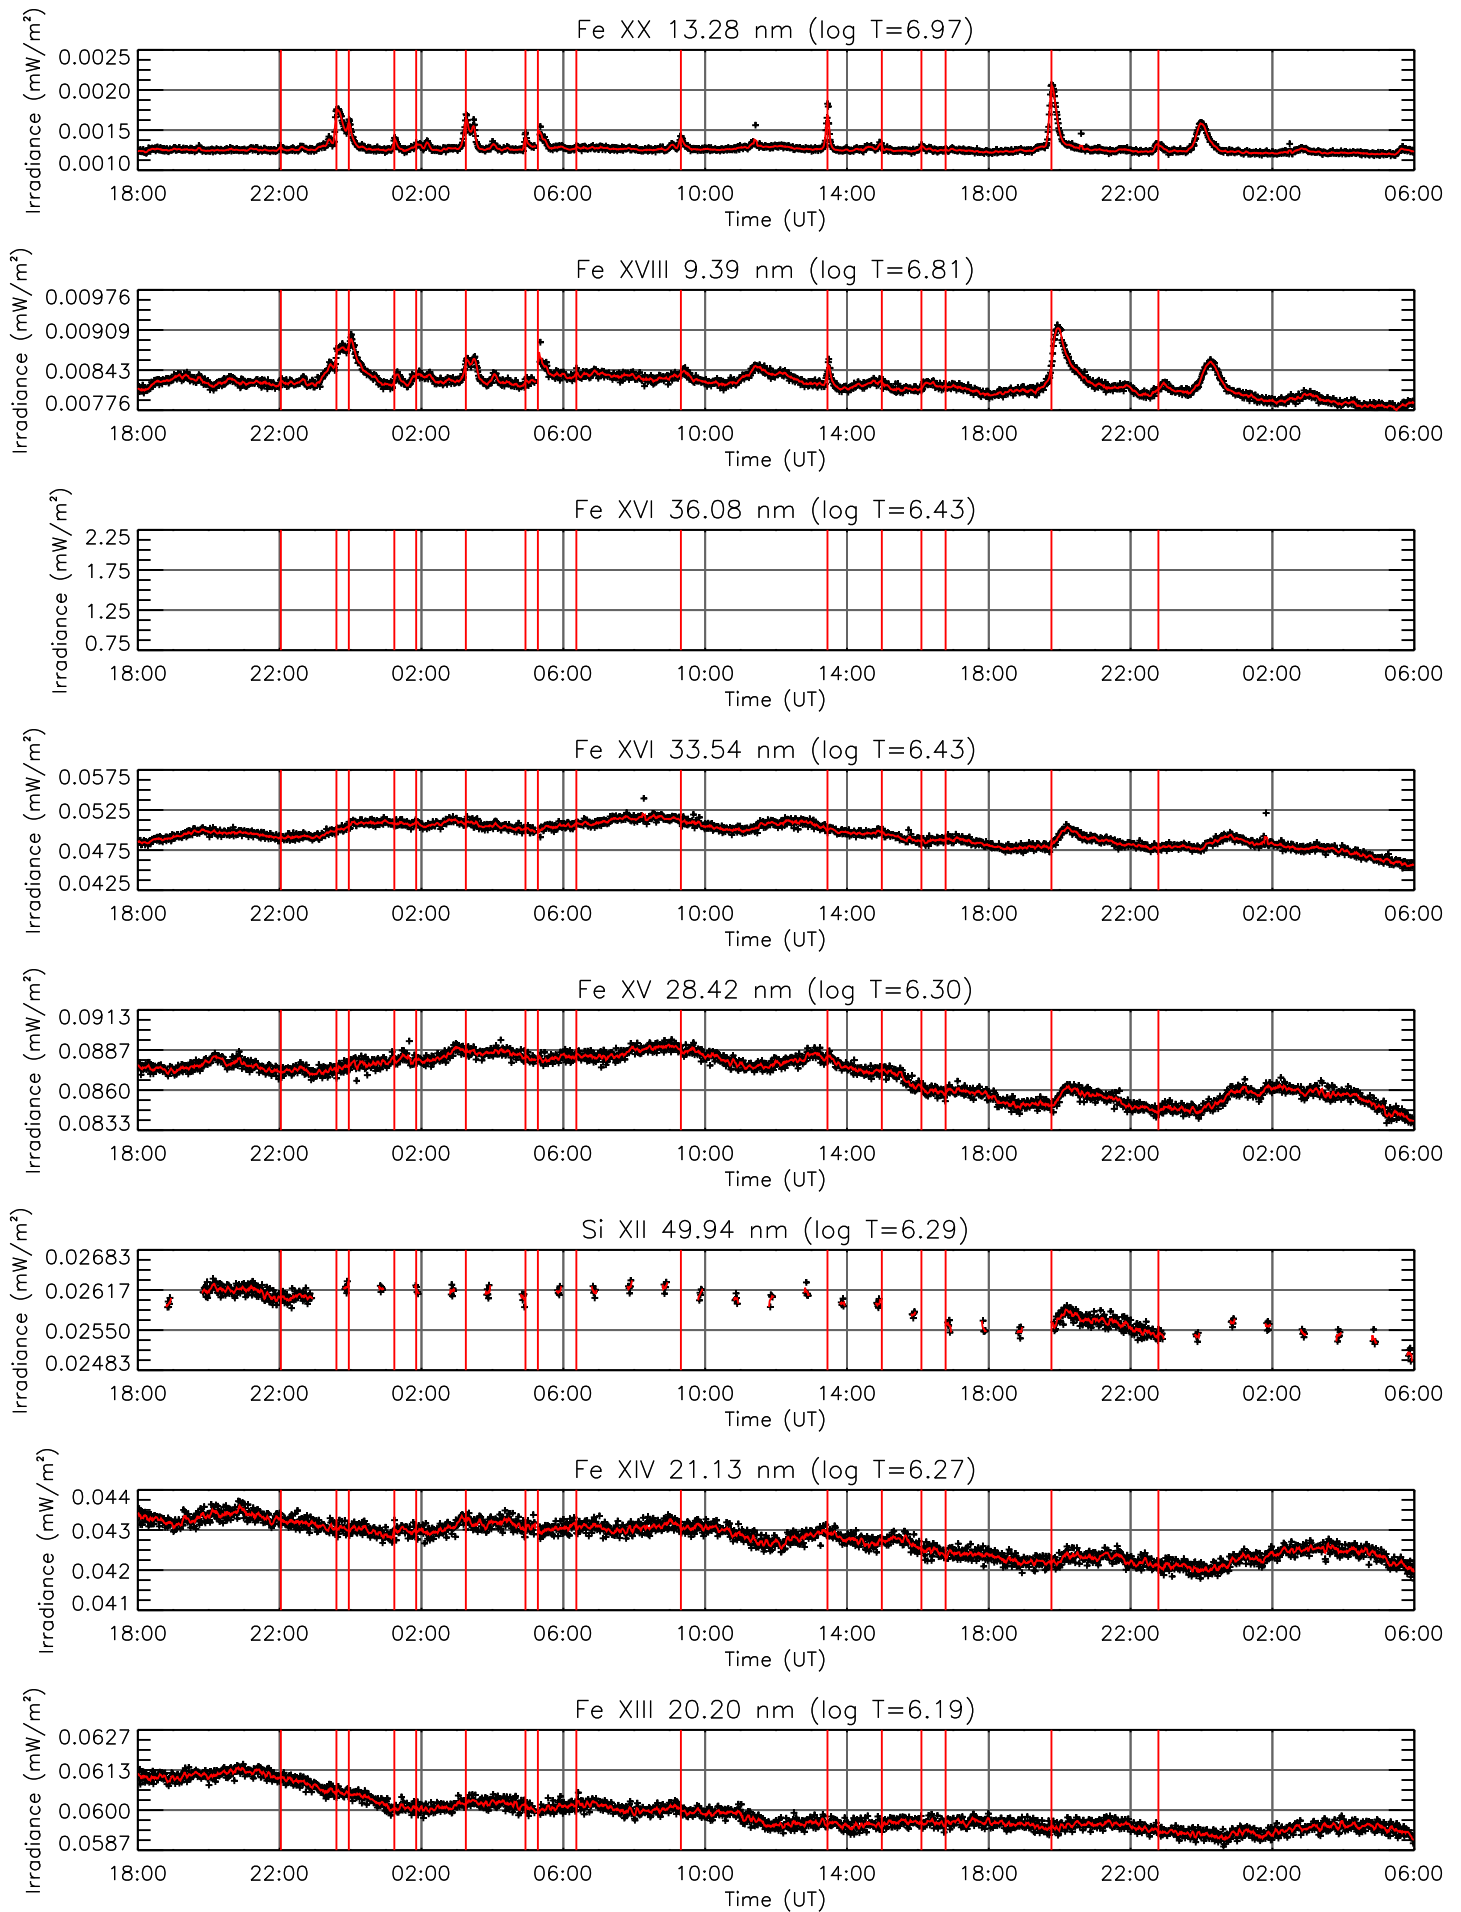 Fe XX 13.28 nm (log T=6.97)
Irradiance (mW/m²)
0.0025
0.0020
0.0015
0.0010
18:00 22:00 02:00 06:00 10:00 14:00 18:00 22:00 02:00 06:00
Time (UT)
Fe XVIII 9.39 nm (log T=6.81)
Irradiance (mW/m²)
0.00976
0.00909
0.00843
0.00776
18:00 22:00 02:00 06:00 10:00 14:00 18:00 22:00 02:00 06:00
Time (UT)
Fe XVI 36.08 nm (log T=6.43)
Irradiance (mW/m²)
2.25
1.75
1.25
0.75
18:00 22:00 02:00 06:00 10:00 14:00 18:00 22:00 02:00 06:00
Time (UT)
Fe XVI 33.54 nm (log T=6.43)
Irradiance (mW/m²)
0.0575
0.0525
0.0475
0.0425
18:00 22:00 02:00 06:00 10:00 14:00 18:00 22:00 02:00 06:00
Time (UT)
Fe XV 28.42 nm (log T=6.30)
Irradiance (mW/m²)
0.0913
0.0887
0.0860
0.0833
18:00 22:00 02:00 06:00 10:00 14:00 18:00 22:00 02:00 06:00
Time (UT)
Si XII 49.94 nm (log T=6.29)
Irradiance (mW/m²)
0.02683
0.02617
0.02550
0.02483
18:00 22:00 02:00 06:00 10:00 14:00 18:00 22:00 02:00 06:00
Time (UT)
Fe XIV 21.13 nm (log T=6.27)
Irradiance (mW/m²)
0.044
0.043
0.042
0.041
18:00 22:00 02:00 06:00 10:00 14:00 18:00 22:00 02:00 06:00
Time (UT)
Fe XIII 20.20 nm (log T=6.19)
Irradiance (mW/m²)
0.0627
0.0613
0.0600
0.0587
18:00 22:00 02:00 06:00 10:00 14:00 18:00 22:00 02:00 06:00
Time (UT)